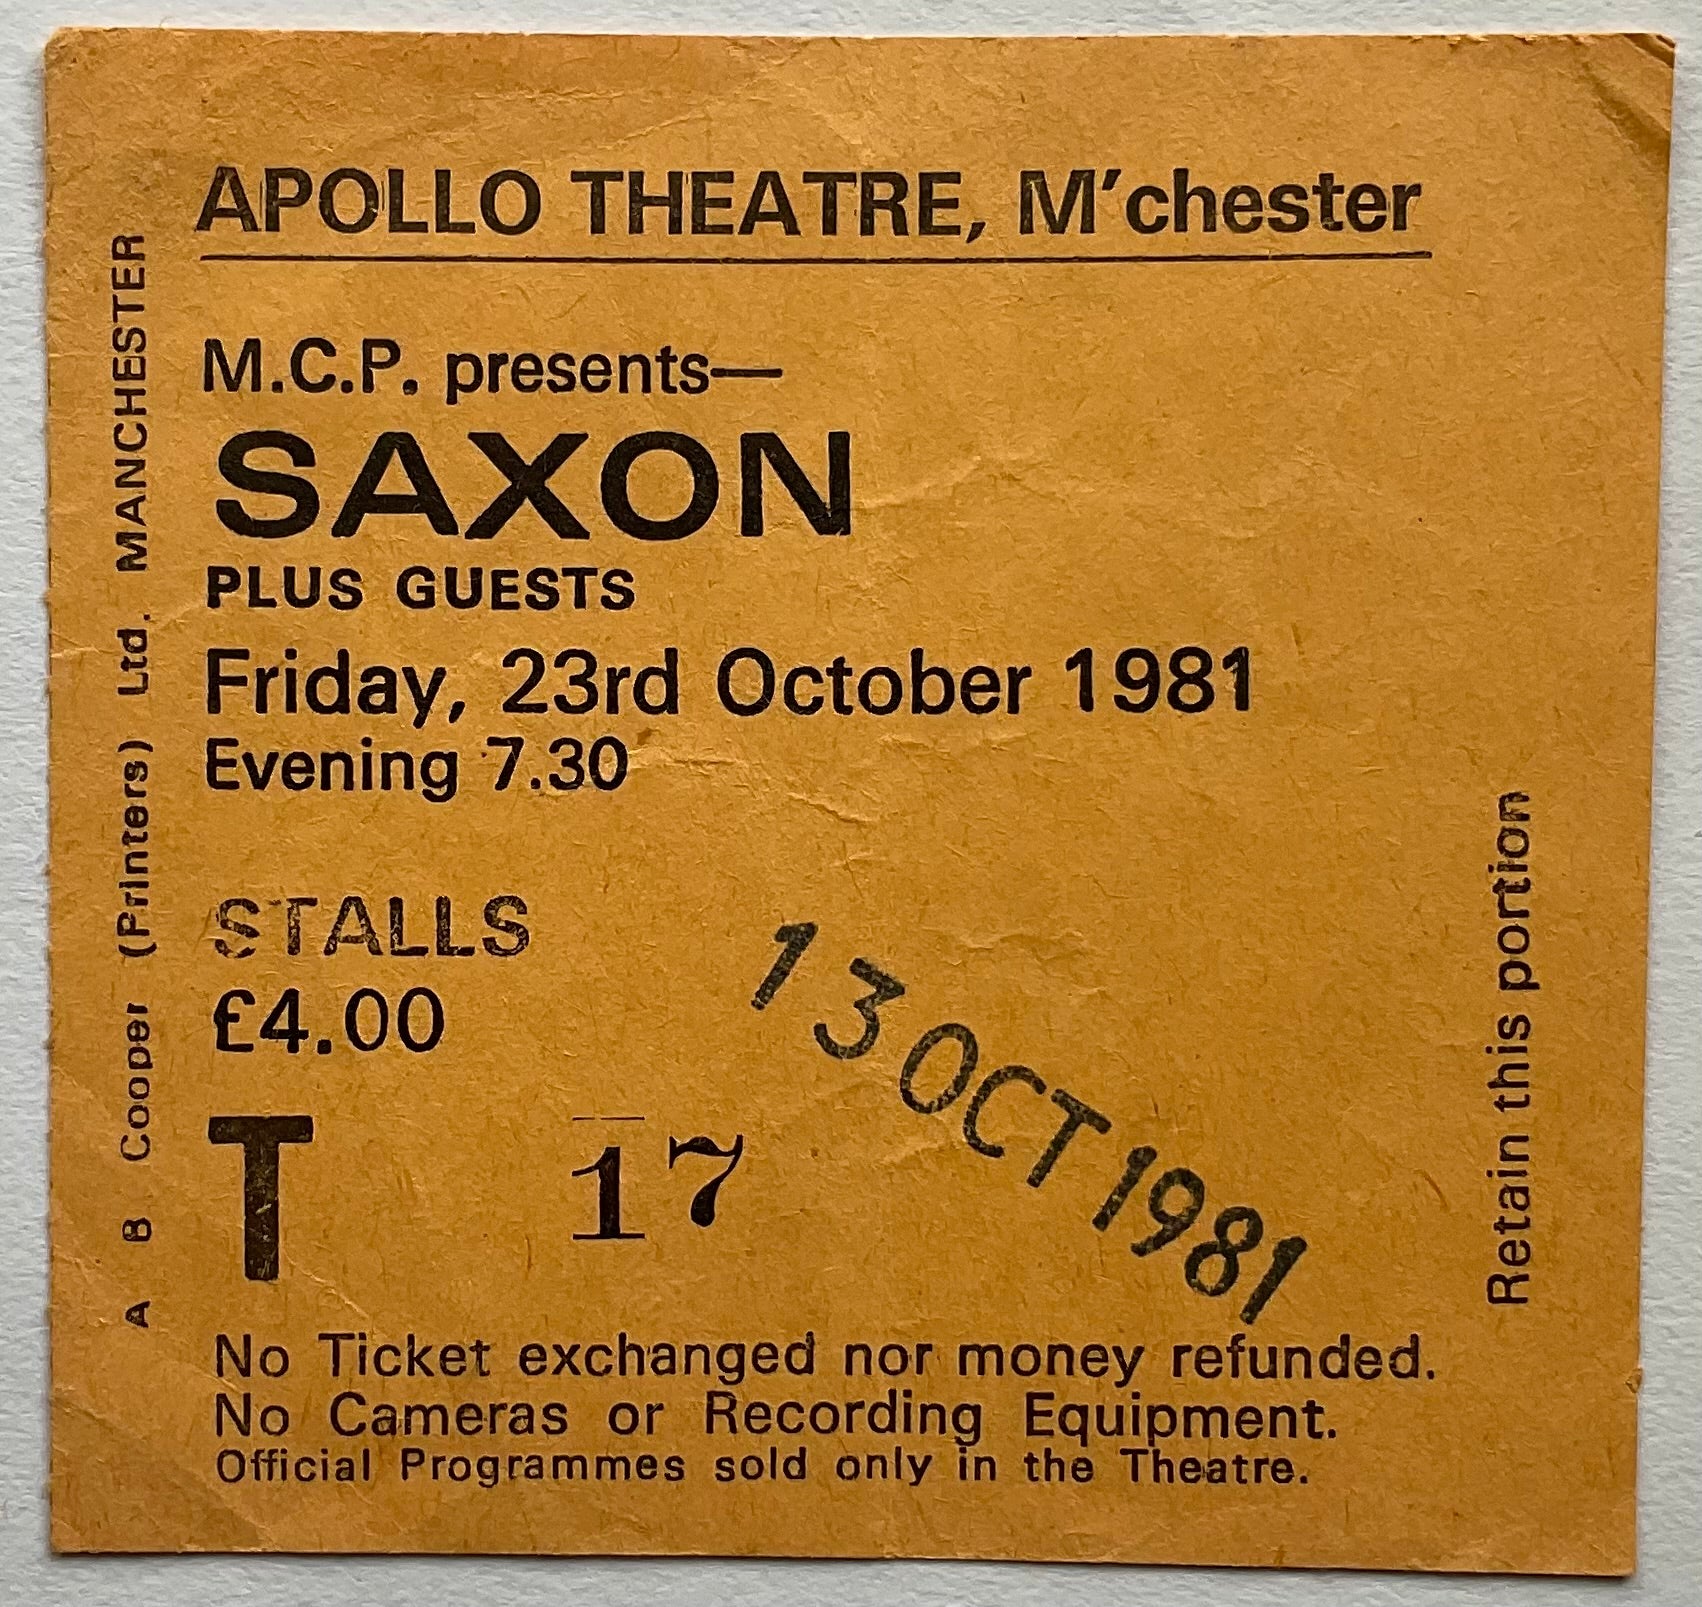 APOLLO THEATRE, M'chester
M.C.P. presents—
SAXON
PLUS GUESTS
Friday, 23rd October 1981
Evening 7.30
STALLS
£4.00
T 17
13 OCT 1981
No Ticket exchanged nor money refunded.
No Cameras or Recording Equipment.
Official Programmes sold only in the Theatre.
A B Cooper (Printers) Ltd. MANCHESTER
Retain this portion